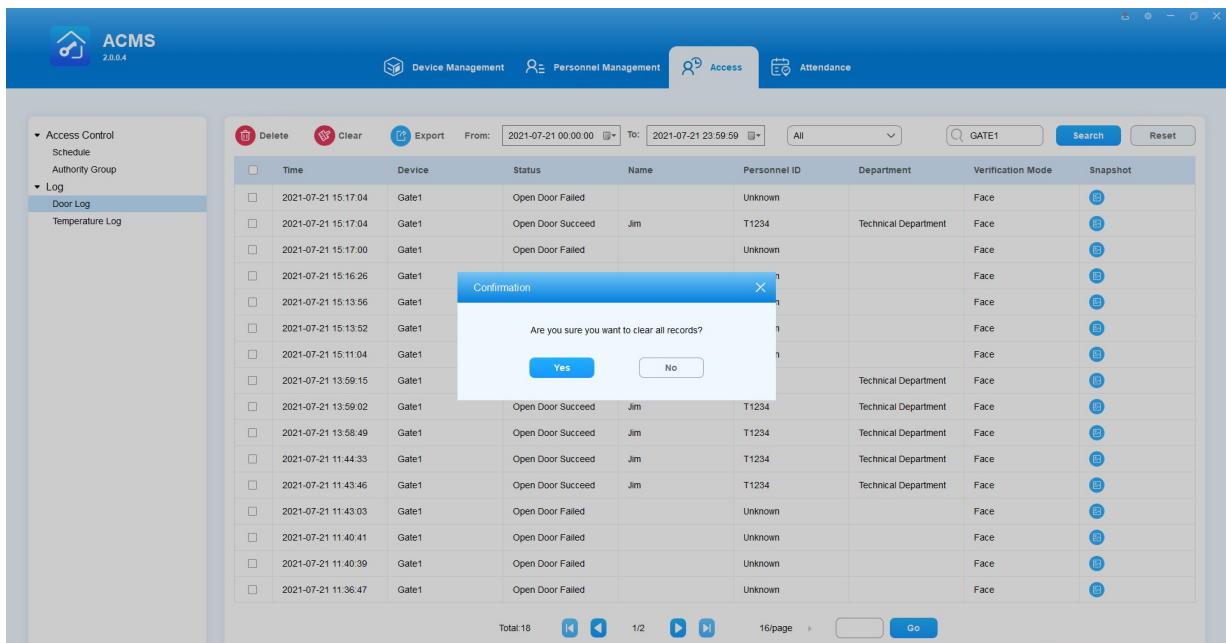 ACMS
2.0.0.4
Device Management Personnel Management Access Attendance
Access Control
Schedule
Authority Group
Log
Door Log
Temperature Log
Delete Clear Export From: 2021-07-21 00:00:00 To: 2021-07-21 23:59:59 All GATE1 Search Reset
Time Device Status Name Personnel ID Department Verification Mode Snapshot
2021-07-21 15:17:04 Gate1 Open Door Failed Unknown Face
2021-07-21 15:17:04 Gate1 Open Door Succeed Jim T1234 Technical Department Face
2021-07-21 15:17:00 Gate1 Open Door Failed Unknown Face
2021-07-21 15:16:26 Gate1 Face
2021-07-21 15:13:56 Gate1 Face
2021-07-21 15:13:52 Gate1 Face
2021-07-21 15:11:04 Gate1 Face
2021-07-21 13:59:15 Gate1 Technical Department Face
2021-07-21 13:59:02 Gate1 Open Door Succeed Jim T1234 Technical Department Face
2021-07-21 13:58:49 Gate1 Open Door Succeed Jim T1234 Technical Department Face
2021-07-21 11:44:33 Gate1 Open Door Succeed Jim T1234 Technical Department Face
2021-07-21 11:43:46 Gate1 Open Door Succeed Jim T1234 Technical Department Face
2021-07-21 11:43:03 Gate1 Open Door Failed Unknown Face
2021-07-21 11:40:41 Gate1 Open Door Failed Unknown Face
2021-07-21 11:40:39 Gate1 Open Door Failed Unknown Face
2021-07-21 11:36:47 Gate1 Open Door Failed Unknown Face
Confirmation
Are you sure you want to clear all records?
Yes No
Total:18 1/2 16/page Go